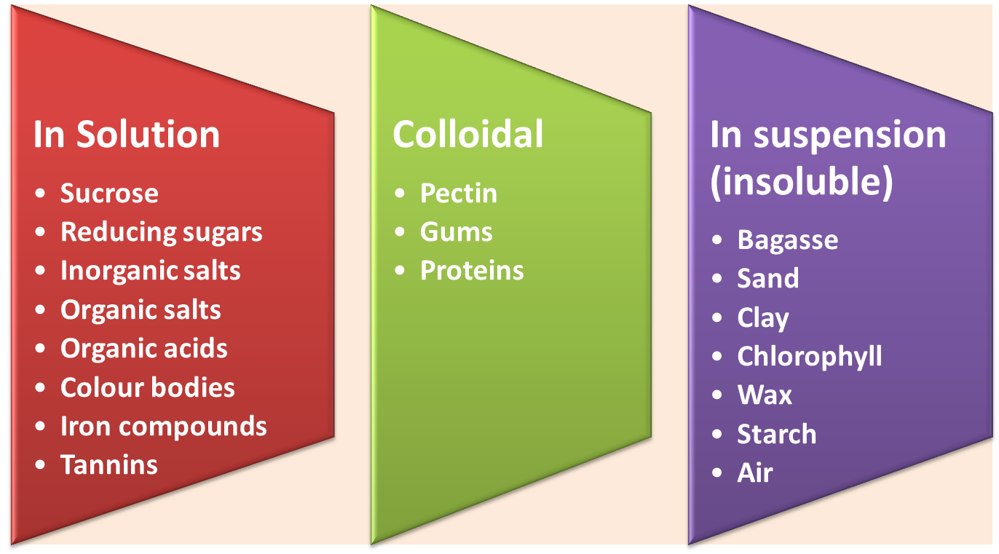 In Solution
• Sucrose
• Reducing sugars
• Inorganic salts
• Organic salts
• Organic acids
• Colour bodies
• Iron compounds
• Tannins
Colloidal
• Pectin
• Gums
• Proteins
In suspension
(insoluble)
• Bagasse
• Sand
• Clay
• Chlorophyll
• Wax
• Starch
• Air